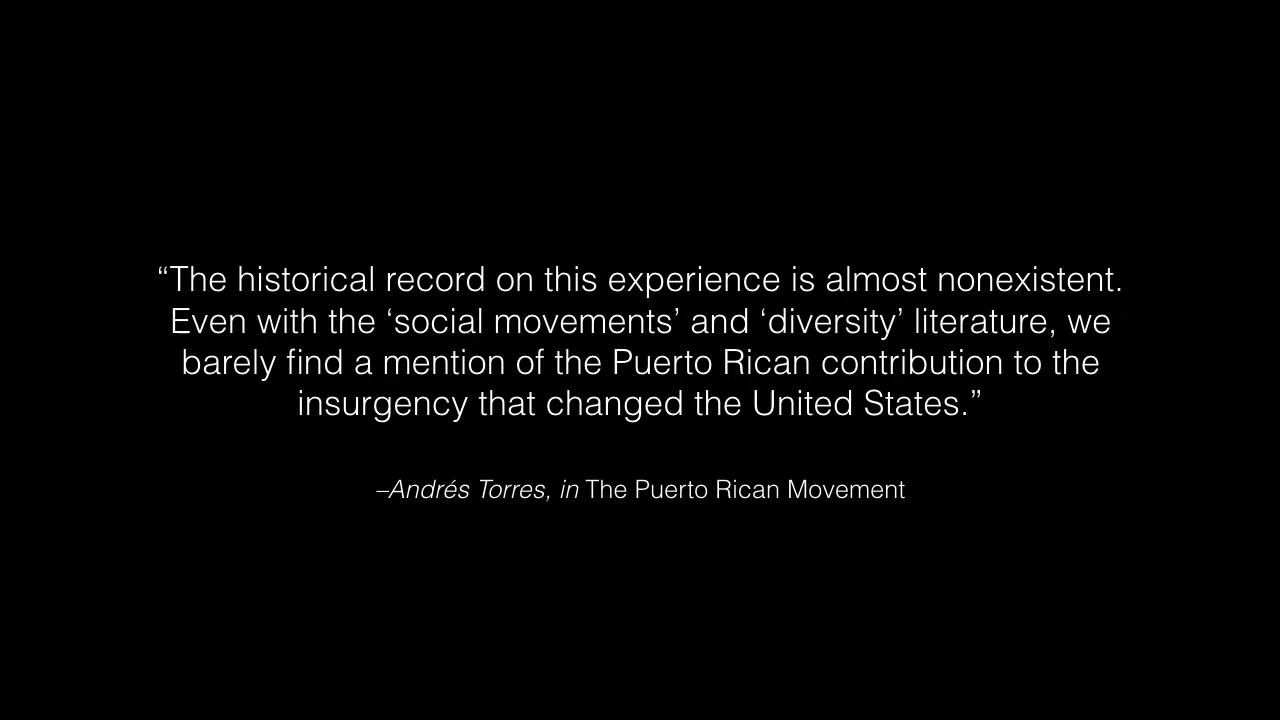 “The historical record on this experience is almost nonexistent.
Even with the ‘social movements’ and ‘diversity’ literature, we
barely find a mention of the Puerto Rican contribution to the
insurgency that changed the United States.”
–Andrés Torres, in The Puerto Rican Movement